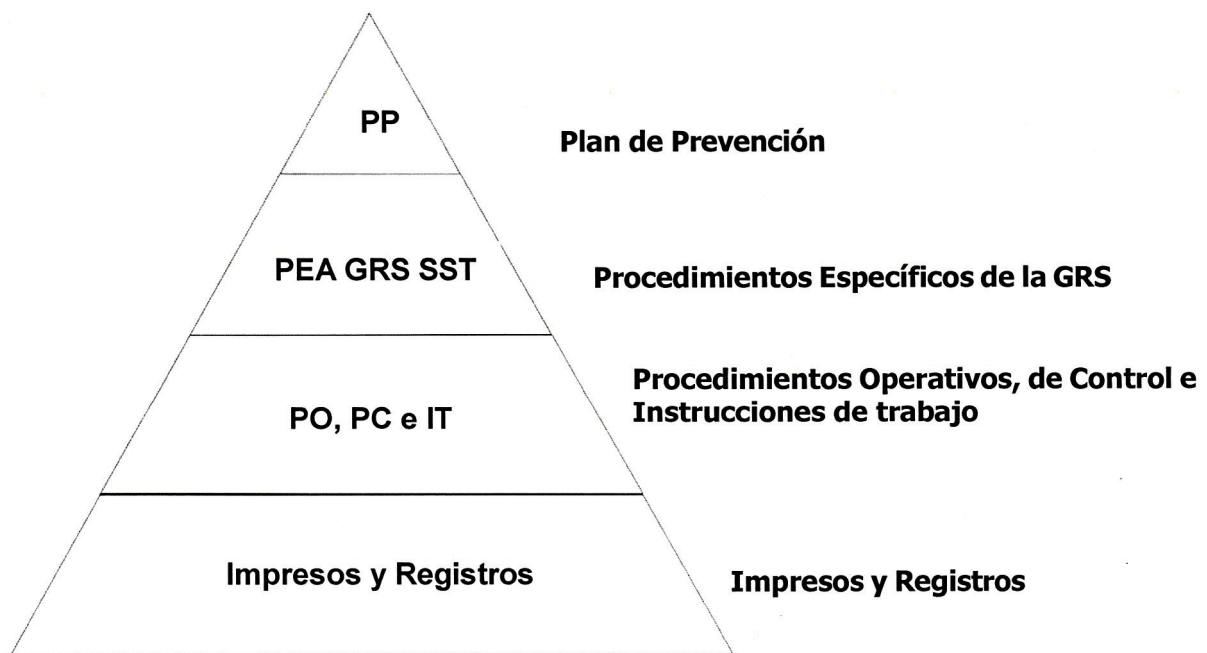 PP
Plan de Prevención
PEA GRS SST
Procedimientos Específicos de la GRS
PO, PC e IT
Procedimientos Operativos, de Control e
Instrucciones de trabajo
Impresos y Registros
Impresos y Registros